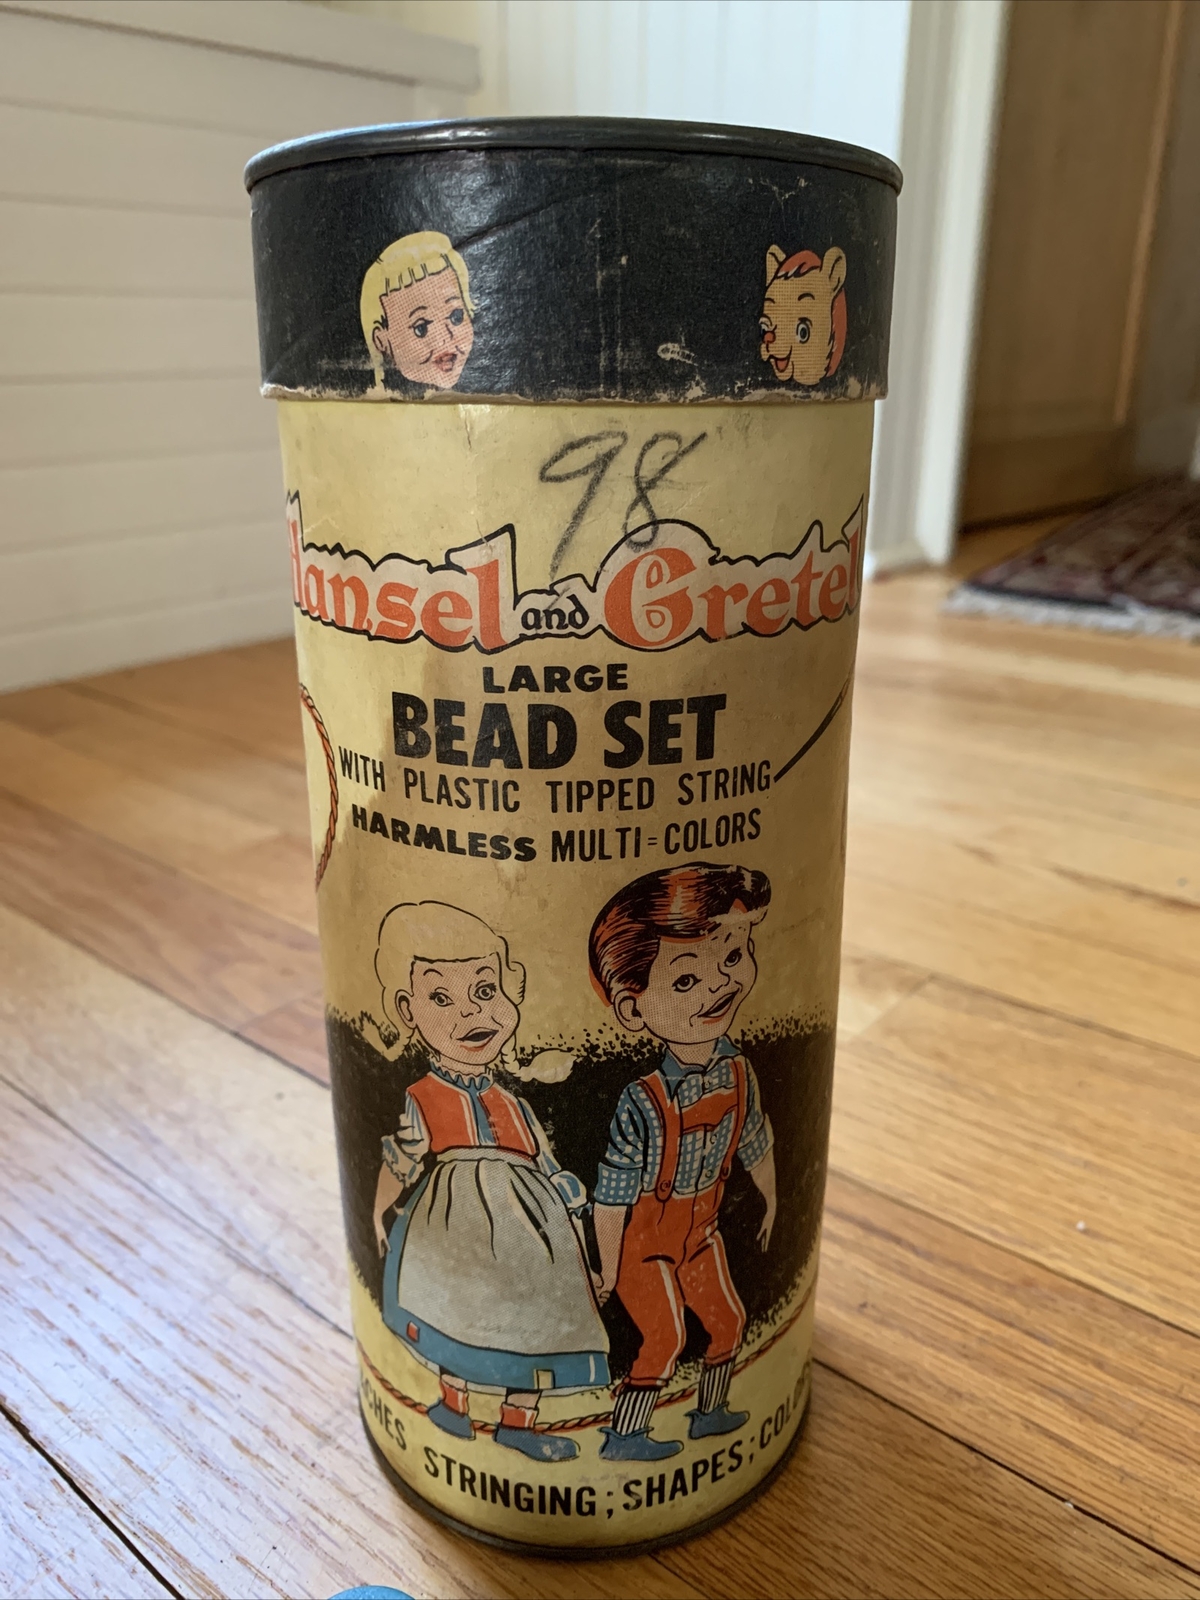 98
Hansel and Gretel
LARGE
BEAD SET
WITH PLASTIC TIPPED STRING
HARMLESS MULTI=COLORS
STRINGING; SHAPES;